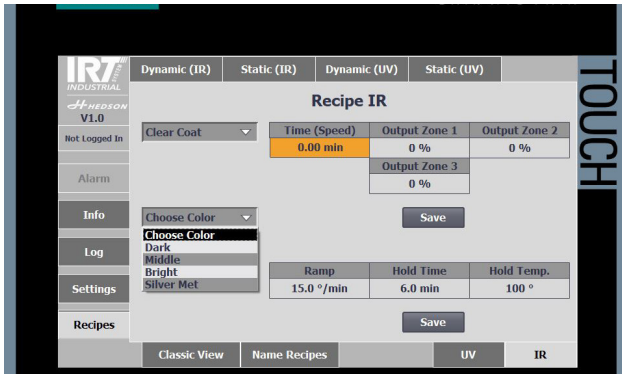 IRT SYSTEM
INDUSTRIAL
HEDSON
V1.0
Not Logged In
Alarm
Info
Log
Settings
Recipes
Dynamic (IR) Static (IR) Dynamic (UV) Static (UV)
Recipe IR
Clear Coat
Time (Speed) Output Zone 1 Output Zone 2
0.00 min 0 % 0 %
Output Zone 3
0 %
Choose Color
Save
Choose Color
Dark
Middle
Bright
Silver Met
Ramp Hold Time Hold Temp.
15.0 °/min 6.0 min 100 °
Save
Classic View Name Recipes UV IR
TOUCH